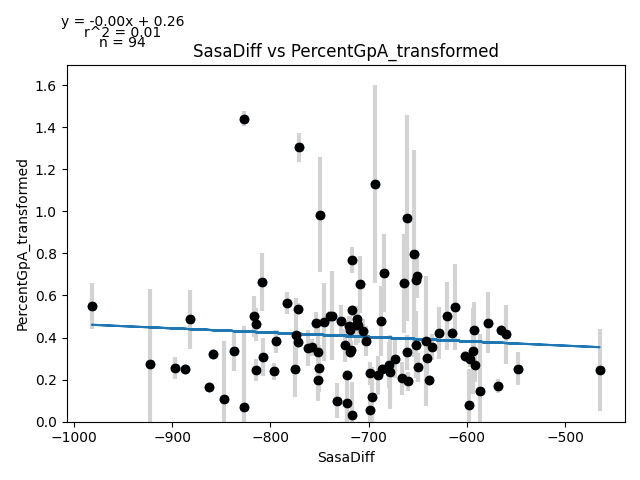 y = -0.00x + 0.26
r^2 = 0.01
n = 94
SasaDiff vs PercentGpA_transformed
PercentGpA_transformed
1.6
1.4
1.2
1.0
0.8
0.6
0.4
0.2
0.0
−1000 −900 −800 −700 −600 −500
SasaDiff